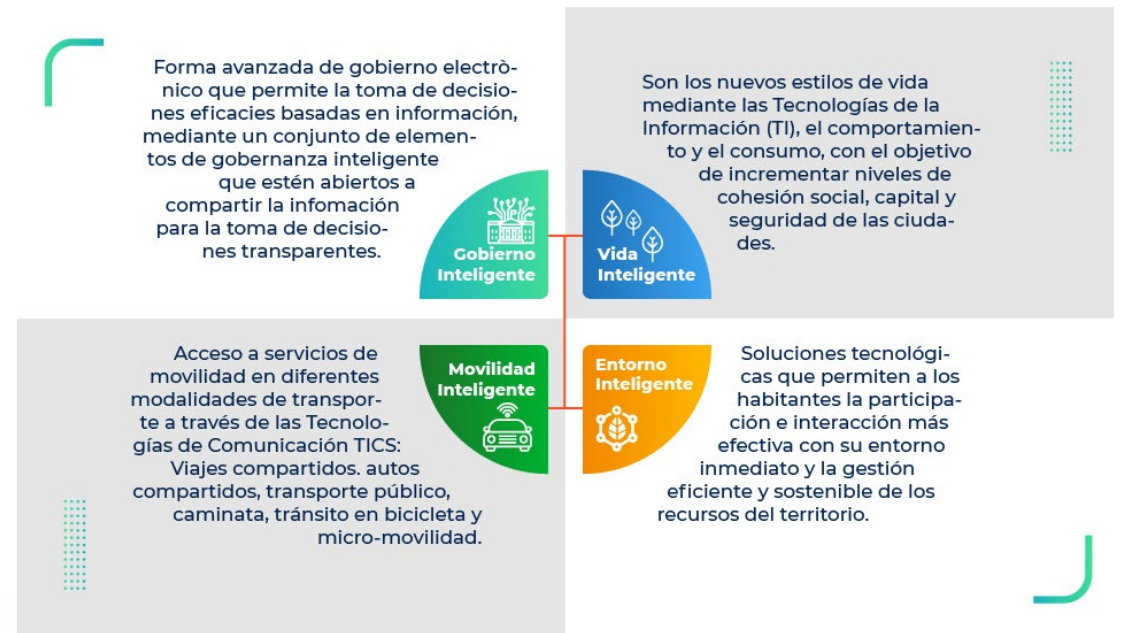 Forma avanzada de gobierno electrò-
nico que permite la toma de decisio-
nes eficacies basadas en información,
mediante un conjunto de elemen-
tos de gobernanza inteligente
que estén abiertos a
compartir la infomación
para la toma de decisio-
nes transparentes.
Gobierno
Inteligente
Son los nuevos estilos de vida
mediante las Tecnologías de la
Información (TI), el comportamien-
to y el consumo, con el objetivo
de incrementar niveles de
cohesión social, capital y
seguridad de las ciuda-
des.
Vida
Inteligente
Acceso a servicios de
movilidad en diferentes
modalidades de transpor-
te a través de las Tecnolo-
gías de Comunicación TICS:
Viajes compartidos. autos
compartidos, transporte público,
caminata, tránsito en bicicleta y
micro-movilidad.
Movilidad
Inteligente
Entorno
Inteligente
Soluciones tecnológi-
cas que permiten a los
habitantes la participa-
ción e interacción más
efectiva con su entorno
inmediato y la gestión
eficiente y sostenible de los
recursos del territorio.